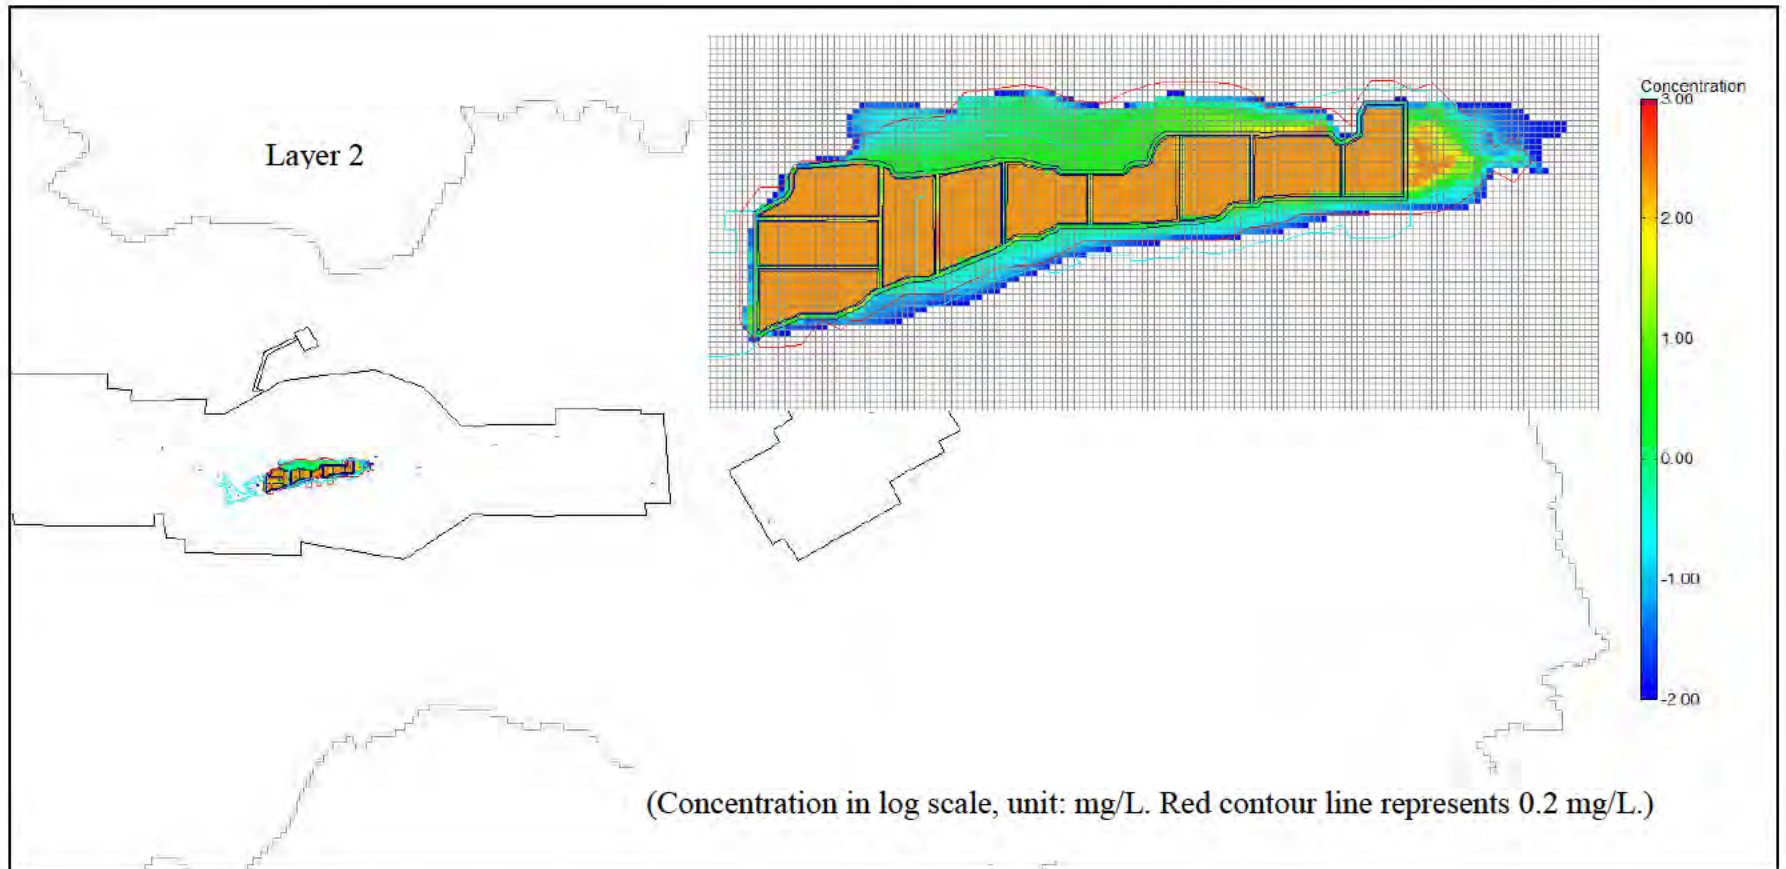 Layer 2
Concentration
3.00
2.00
1.00
0.00
-1.00
-2.00
(Concentration in log scale, unit: mg/L. Red contour line represents 0.2 mg/L.)